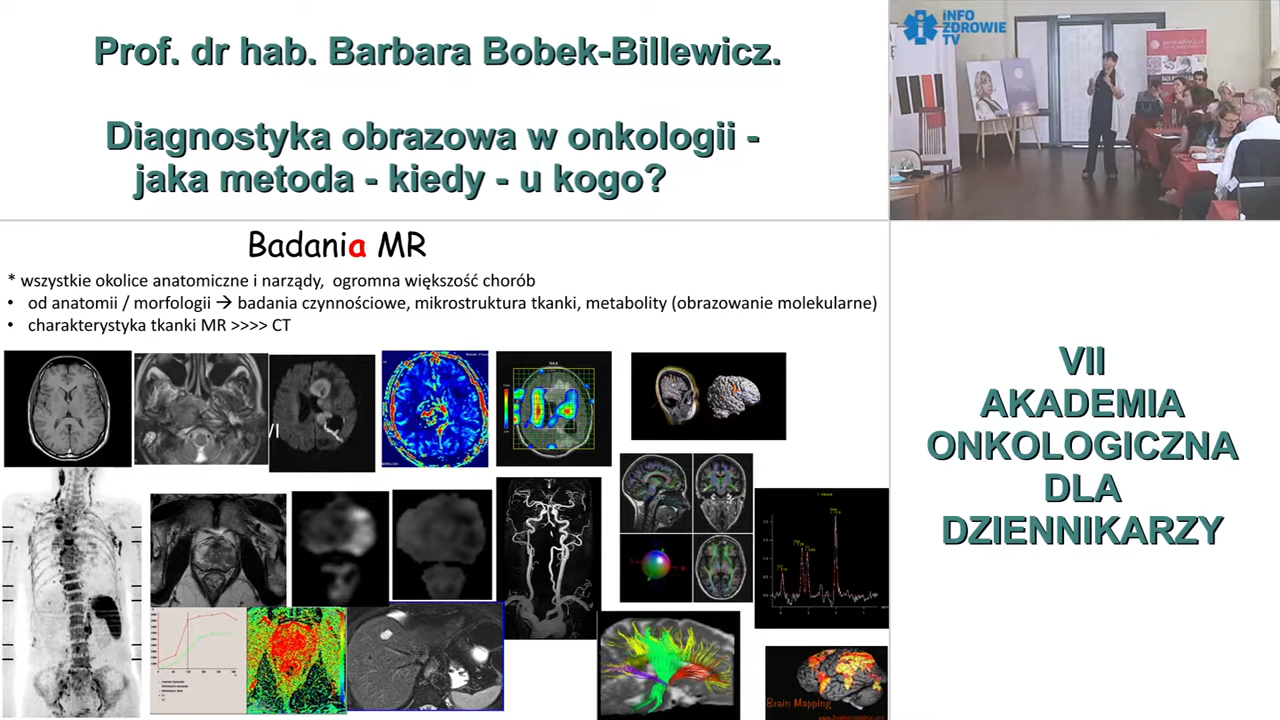 Prof. dr hab. Barbara Bobek-Billewicz.
Diagnostyka obrazowa w onkologii -
jaka metoda - kiedy - u kogo?
iNFO
ZDROWIE
TV
Badania MR
* wszystkie okolice anatomiczne i narządy, ogromna większość chorób
• od anatomii / morfologii → badania czynnościowe, mikrostruktura tkanki, metabolity (obrazowanie molekularne)
• charakterystyka tkanki MR >>>> CT
VII
AKADEMIA
ONKOLOGICZNA
DLA
DZIENNIKARZY
NAA
Brain Mapping